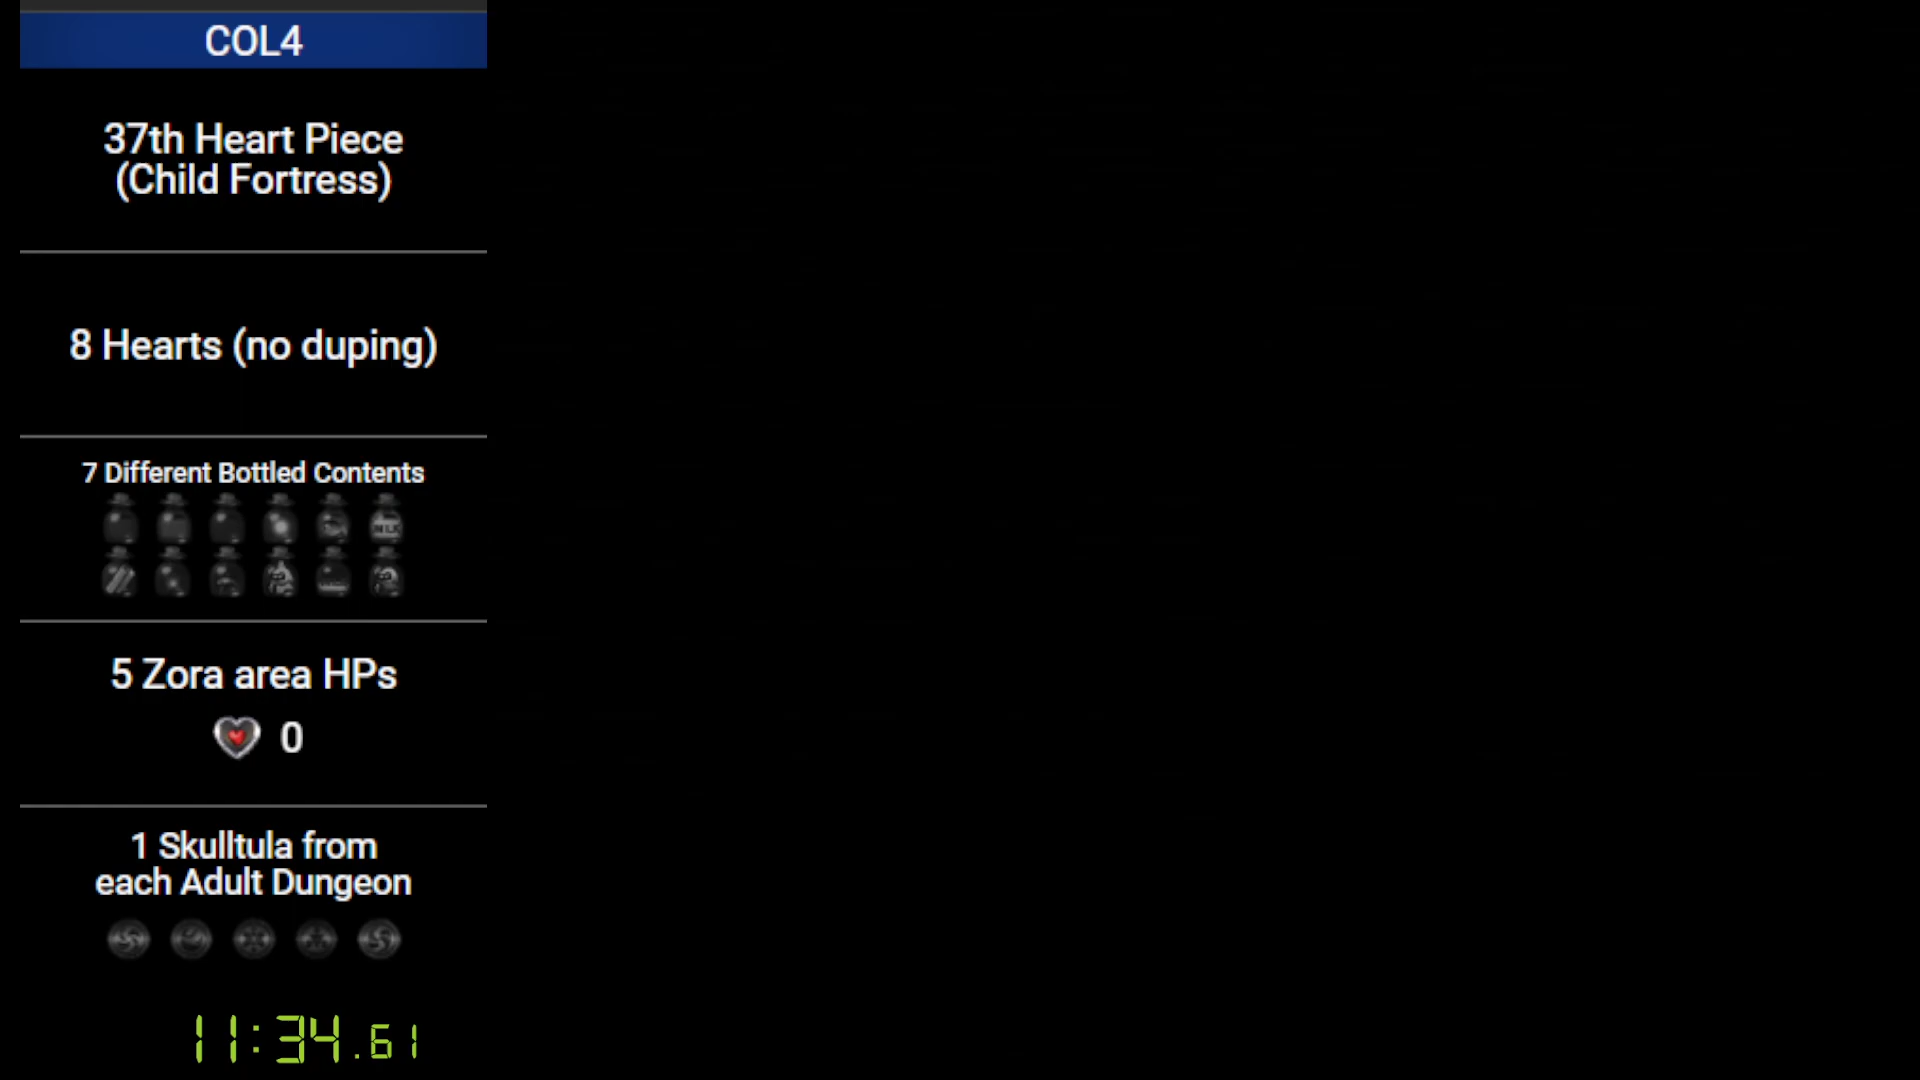 COL4
37th Heart Piece
(Child Fortress)
8 Hearts (no duping)
7 Different Bottled Contents
MILK
5 Zora area HPs
0
1 Skulltula from
each Adult Dungeon
11:34.61